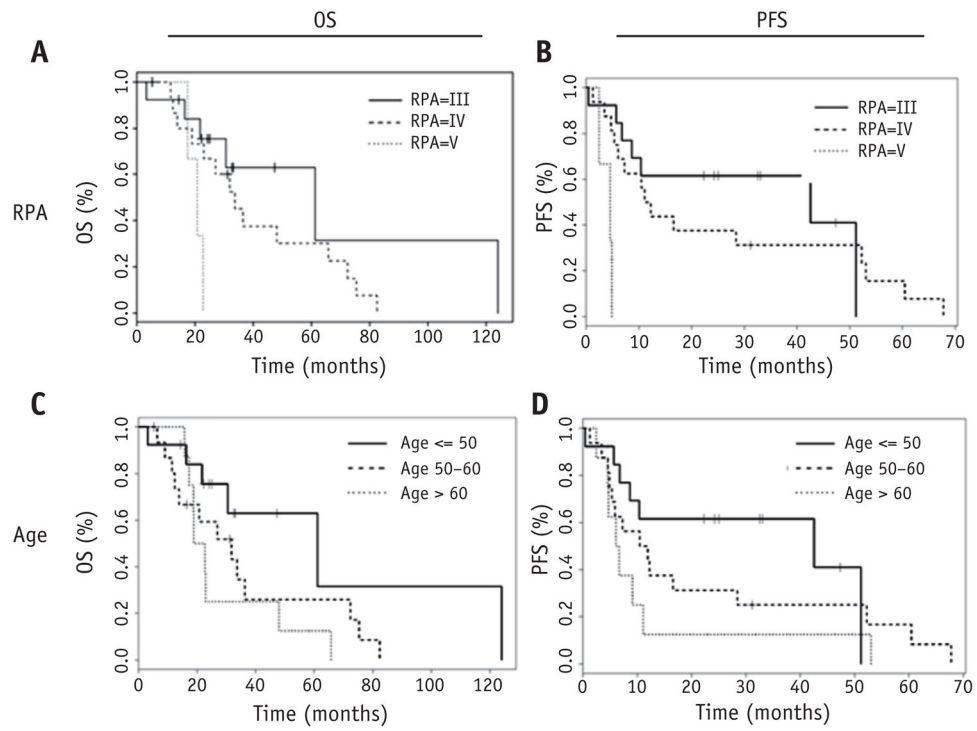 OS
PFS
A
B
RPA
OS (%)
1.0
0.8
0.6
0.4
0.2
0.0
RPA=III
RPA=IV
RPA=V
0 20 40 60 80 100 120
Time (months)
PFS (%)
1.0
0.8
0.6
0.4
0.2
0.0
RPA=III
RPA=IV
RPA=V
0 10 20 30 40 50 60 70
Time (months)
C
D
Age
OS (%)
1.0
0.8
0.6
0.4
0.2
0.0
Age <= 50
Age 50–60
Age > 60
0 20 40 60 80 100 120
Time (months)
PFS (%)
1.0
0.8
0.6
0.4
0.2
0.0
Age <= 50
Age 50–60
Age > 60
0 10 20 30 40 50 60 70
Time (months)